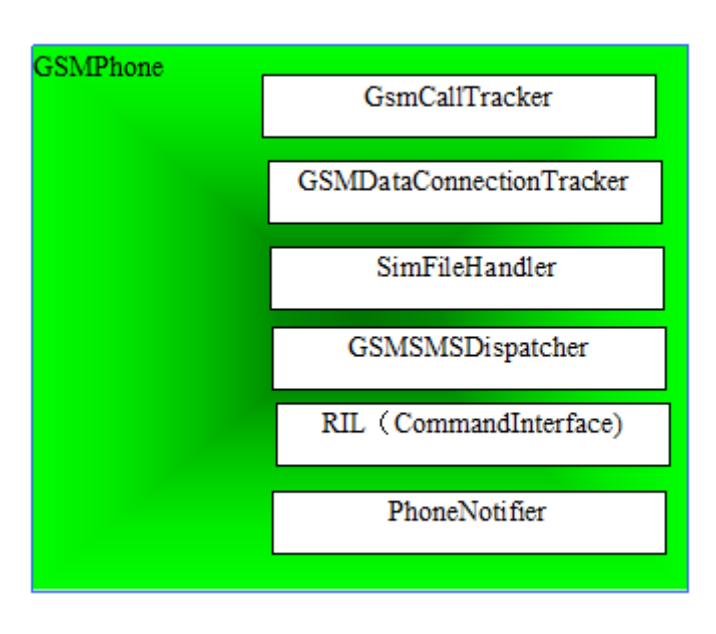 GSMPhone
GsmCallTracker
GSMDataConnectionTracker
SimFileHandler
GSMSMSDispatcher
RIL（CommandInterface)
PhoneNotifier